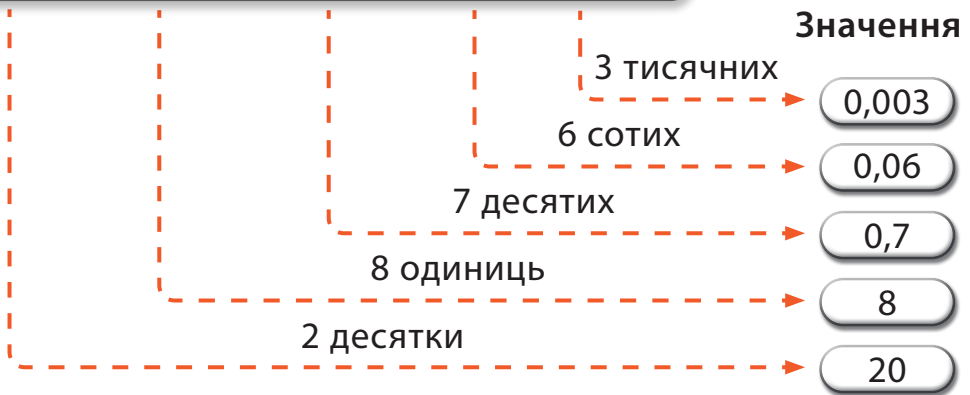 Значення
3 тисячних
0,003
6 сотих
0,06
7 десятих
0,7
8 одиниць
8
2 десятки
20